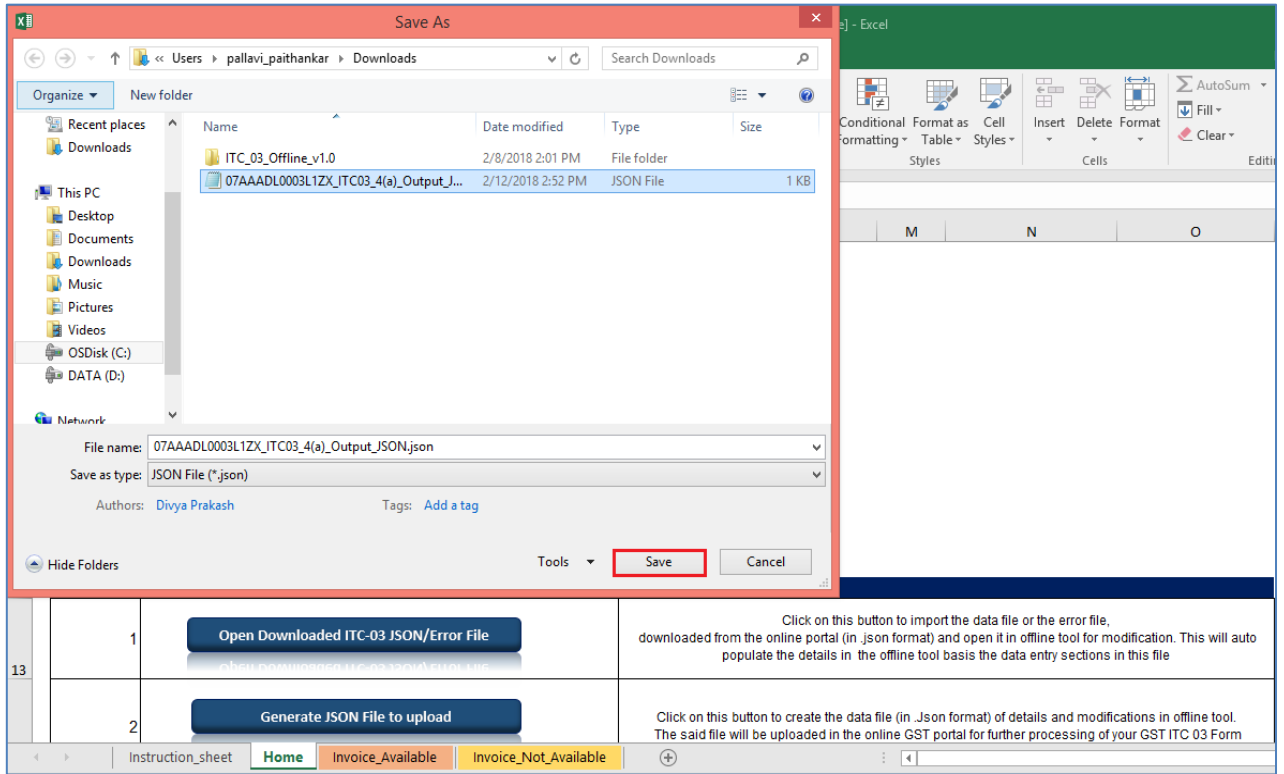 Save As
e] - Excel
« Users › pallavi_paithankar › Downloads
Search Downloads
Organize
New folder
AutoSum
Fill
Clear
Conditional Formatting
Format as Table
Cell Styles
Insert
Delete
Format
Styles
Cells
Editi
Recent places
Downloads
This PC
Desktop
Documents
Downloads
Music
Pictures
Videos
OSDisk (C:)
DATA (D:)
Network
Name Date modified Type Size
ITC_03_Offline_v1.0 2/8/2018 2:01 PM File folder
07AAADL0003L1ZX_ITC03_4(a)_Output_J... 2/12/2018 2:52 PM JSON File 1 KB
M N O
File name: 07AAADL0003L1ZX_ITC03_4(a)_Output_JSON.json
Save as type: JSON File (*.json)
Authors: Divya Prakash Tags: Add a tag
Hide Folders
Tools
Save
Cancel
13
1
Open Downloaded ITC-03 JSON/Error File
Click on this button to import the data file or the error file,
downloaded from the online portal (in .json format) and open it in offline tool for modification. This will auto
populate the details in the offline tool basis the data entry sections in this file
2
Generate JSON File to upload
Click on this button to create the data file (in .Json format) of details and modifications in offline tool.
The said file will be uploaded in the online GST portal for further processing of your GST ITC 03 Form
Instruction_sheet Home Invoice_Available Invoice_Not_Available